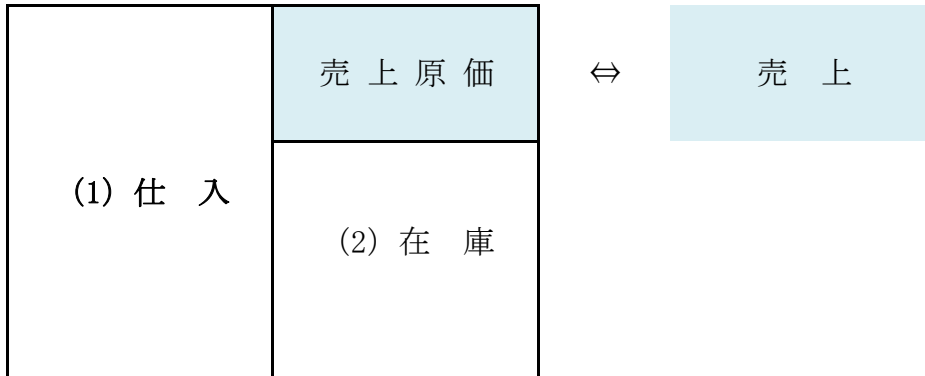 売上原価 ⇔ 売 上
(1) 仕 入
(2) 在 庫